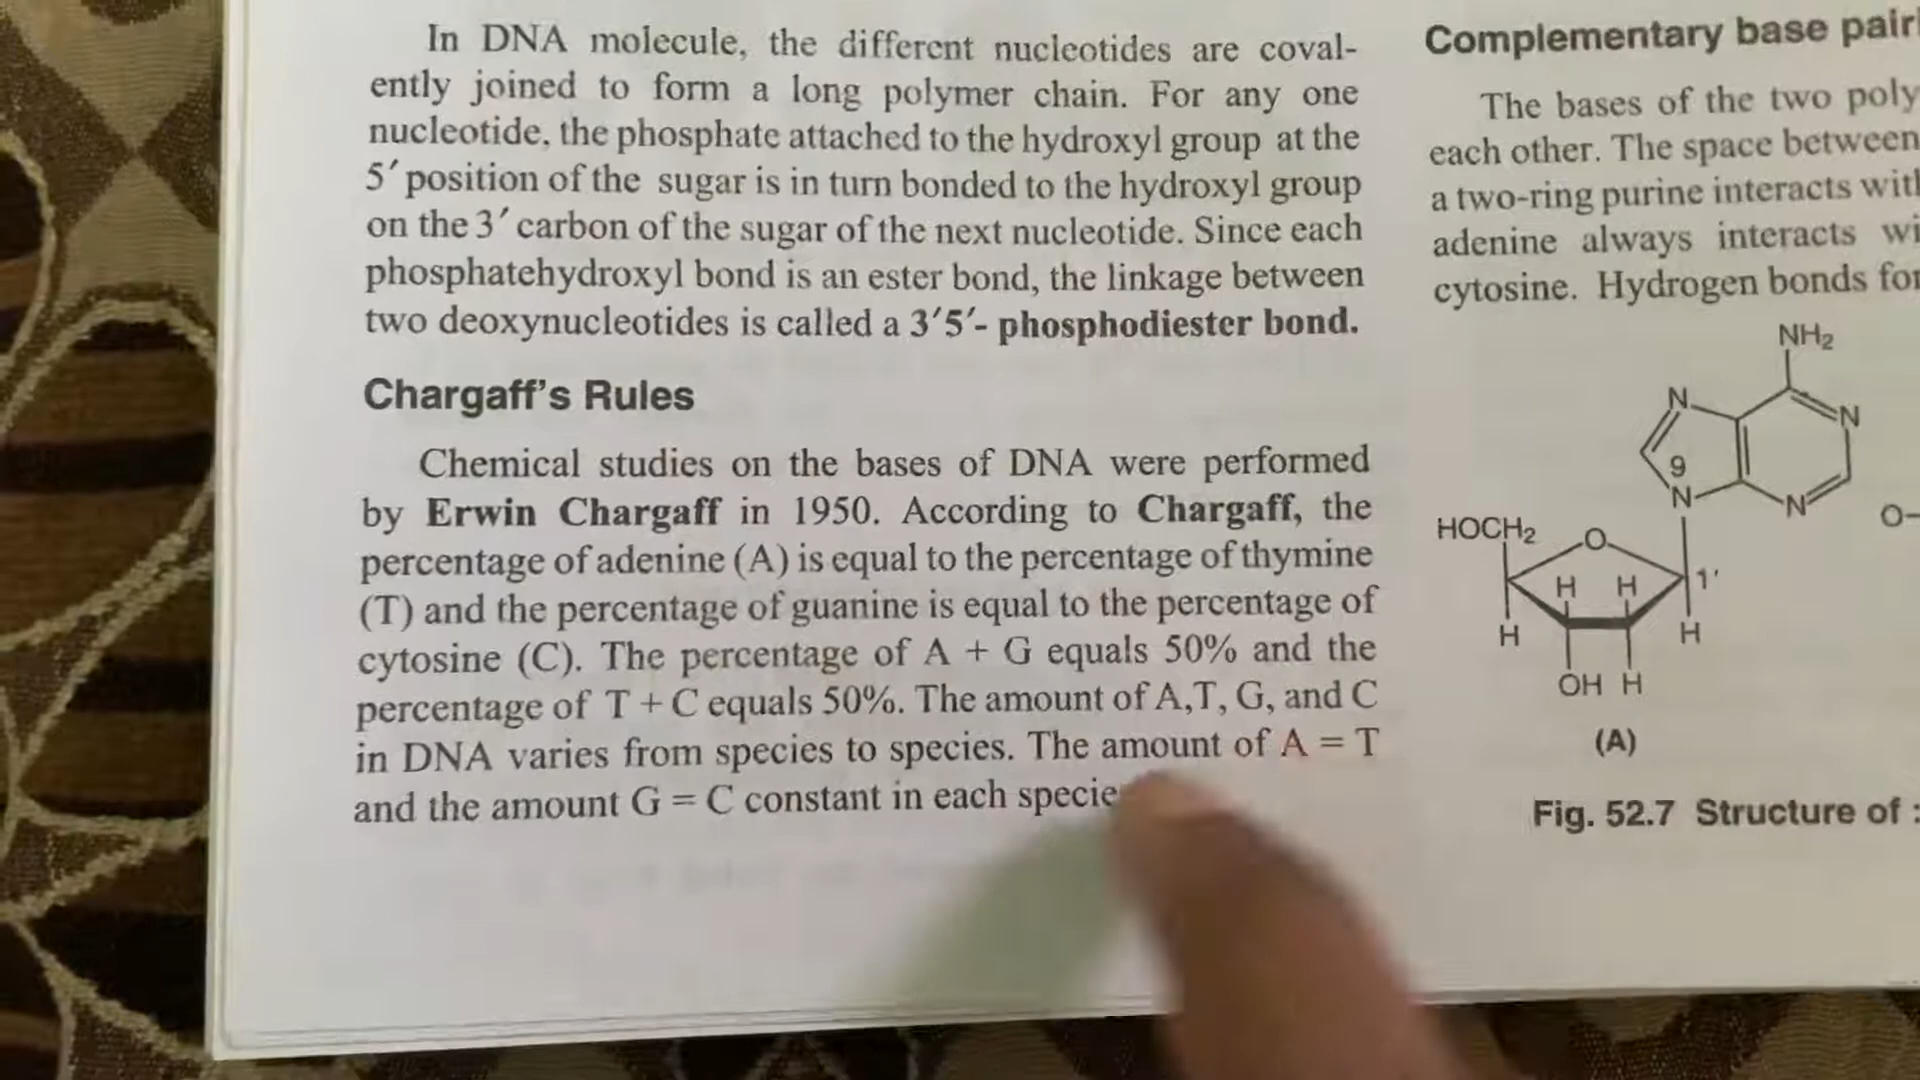 In DNA molecule, the different nucleotides are coval-
ently joined to form a long polymer chain. For any one
nucleotide, the phosphate attached to the hydroxyl group at the
5′ position of the sugar is in turn bonded to the hydroxyl group
on the 3′ carbon of the sugar of the next nucleotide. Since each
phosphatehydroxyl bond is an ester bond, the linkage between
two deoxynucleotides is called a 3′5′- phosphodiester bond.
Chargaff's Rules
Chemical studies on the bases of DNA were performed
by Erwin Chargaff in 1950. According to Chargaff, the
percentage of adenine (A) is equal to the percentage of thymine
(T) and the percentage of guanine is equal to the percentage of
cytosine (C). The percentage of A + G equals 50% and the
percentage of T + C equals 50%. The amount of A,T, G, and C
in DNA varies from species to species. The amount of A = T
and the amount G = C constant in each
Complementary base
The bases of the two
each other. The space between
a two-ring purine interacts
adenine always interacts
cytosine. Hydrogen bonds
NH2
N
N
9
N
N
HOCH2
O
O-
H H
1'
H
H
OH H
(A)
Fig. 52.7 Structure of :